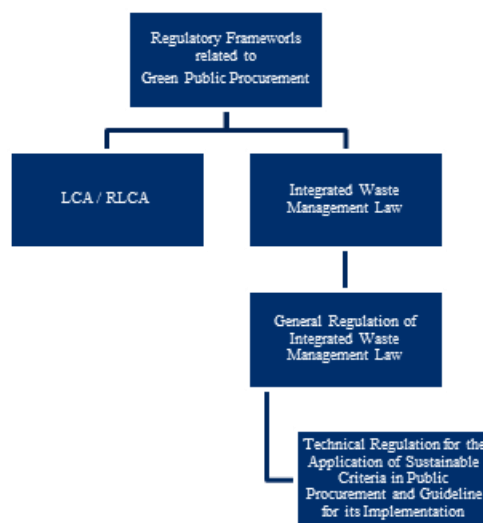 Regulatory Frameworls
related to
Green Public Procurement
LCA / RLCA
Integrated Waste
Management Law
General Regulation of
Integrated Waste
Management Law
Technical Regulation for the
Application of Sustainable
Criteria in Public
Procurement and Guideline
for its Implementation